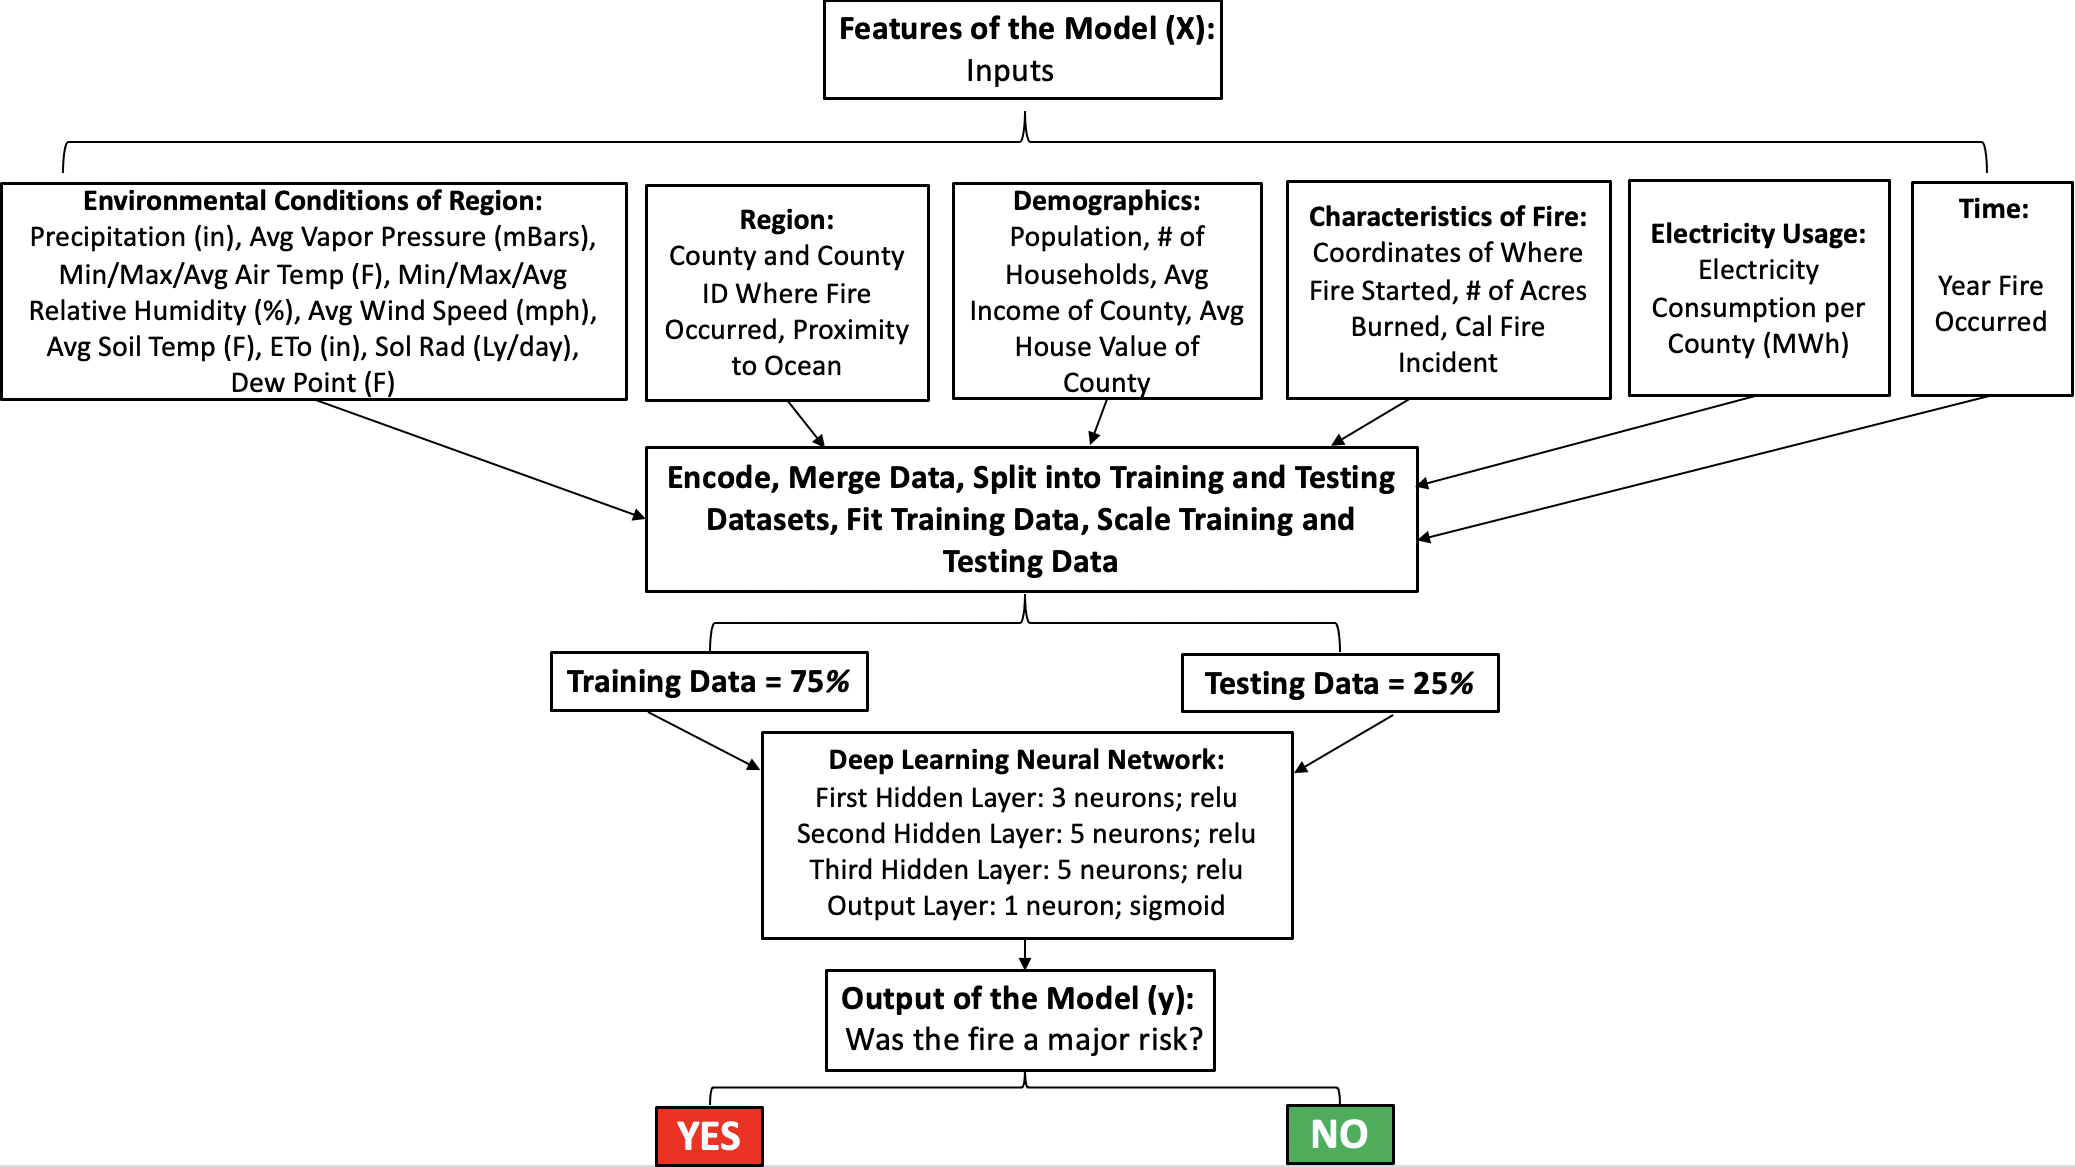 Features of the Model (X):
Inputs
Environmental Conditions of Region:
Precipitation (in), Avg Vapor Pressure (mBars),
Min/Max/Avg Air Temp (F), Min/Max/Avg
Relative Humidity (%), Avg Wind Speed (mph),
Avg Soil Temp (F), ETo (in), Sol Rad (Ly/day),
Dew Point (F)
Region:
County and County
ID Where Fire
Occurred, Proximity
to Ocean
Demographics:
Population, # of
Households, Avg
Income of County, Avg
House Value of
County
Characteristics of Fire:
Coordinates of Where
Fire Started, # of Acres
Burned, Cal Fire
Incident
Electricity Usage:
Electricity
Consumption per
County (MWh)
Time:
Year Fire
Occurred
Encode, Merge Data, Split into Training and Testing
Datasets, Fit Training Data, Scale Training and
Testing Data
Training Data = 75%
Testing Data = 25%
Deep Learning Neural Network:
First Hidden Layer: 3 neurons; relu
Second Hidden Layer: 5 neurons; relu
Third Hidden Layer: 5 neurons; relu
Output Layer: 1 neuron; sigmoid
Output of the Model (y):
Was the fire a major risk?
YES
NO